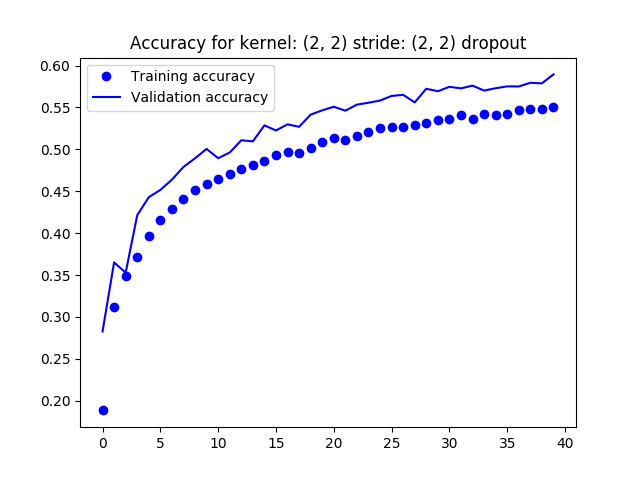 Accuracy for kernel: (2, 2) stride: (2, 2) dropout
Training accuracy
Validation accuracy
0.60
0.55
0.50
0.45
0.40
0.35
0.30
0.25
0.20
0 5 10 15 20 25 30 35 40